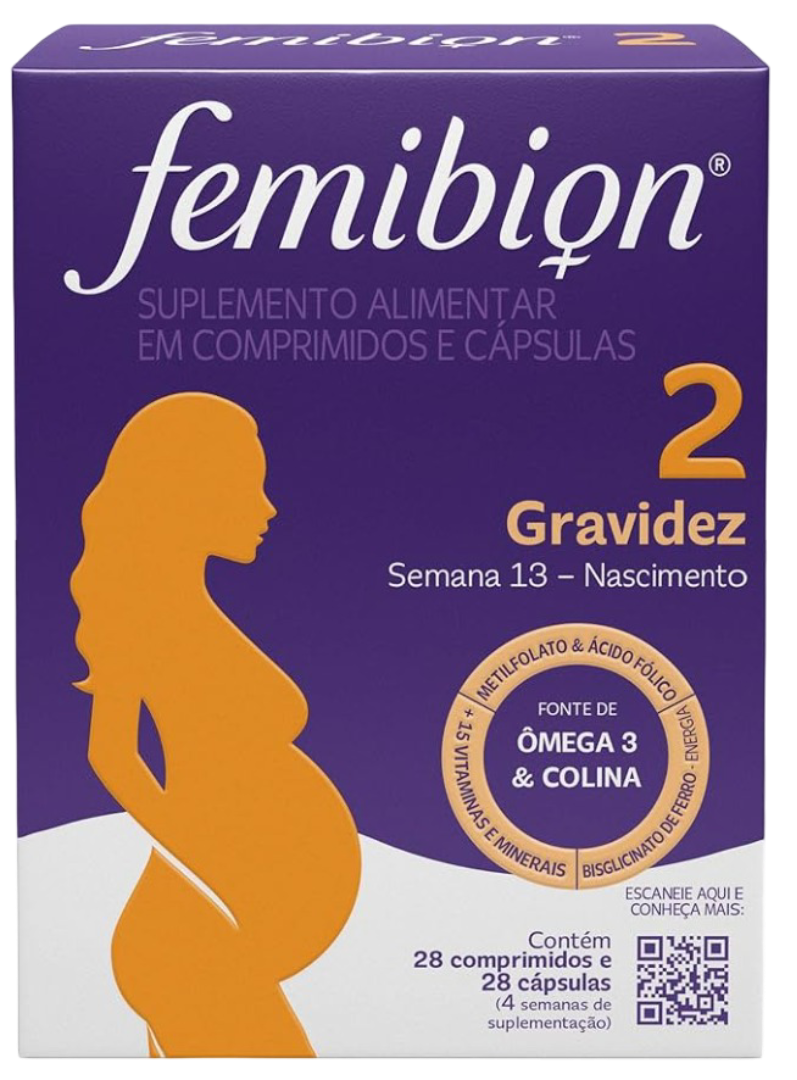 femibion® 2
femibion®
SUPLEMENTO ALIMENTAR
EM COMPRIMIDOS E CÁPSULAS
2
Gravidez
Semana 13 – Nascimento
METILFOLATO & ÁCIDO FÓLICO
+ 15 VITAMINAS E MINERAIS
BISGLICINATO DE FERRO - ENERGIA
FONTE DE
ÔMEGA 3
& COLINA
ESCANEIE AQUI E
CONHEÇA MAIS:
Contém
28 comprimidos e
28 cápsulas
(4 semanas de
suplementação)